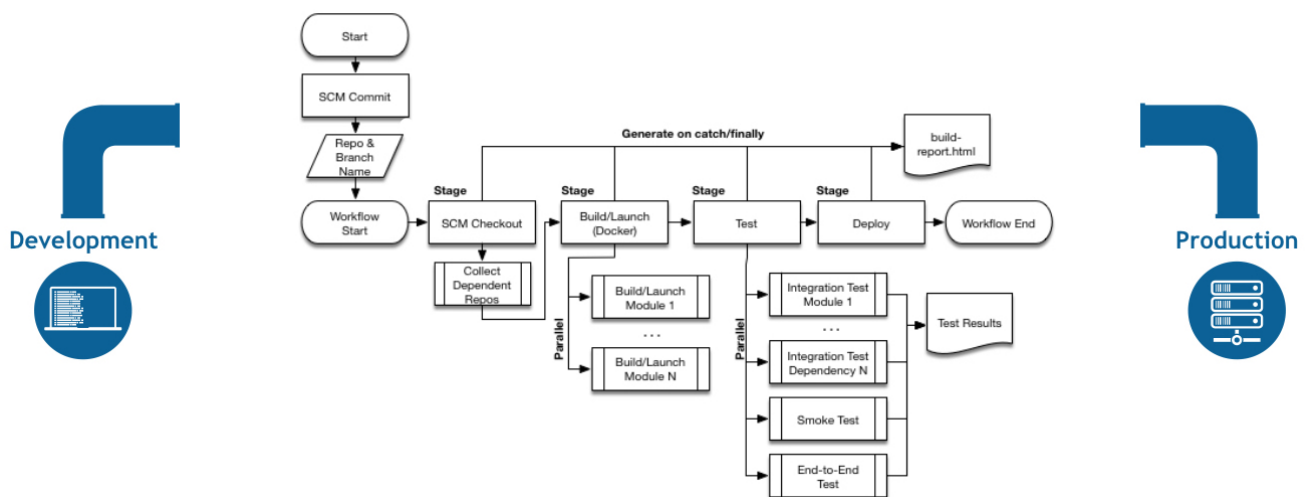 Start
SCM Commit
Repo &
Branch
Name
Workflow
Start
Generate on catch/finally
build-
report.html
Stage
SCM Checkout
Collect
Dependent
Repos
Stage
Build/Launch
(Docker)
Parallel
Build/Launch
Module 1
...
Build/Launch
Module N
Stage
Test
Parallel
Integration Test
Module 1
...
Integration Test
Dependency N
Smoke Test
End-to-End
Test
Test Results
Stage
Deploy
Workflow End
Development
Production